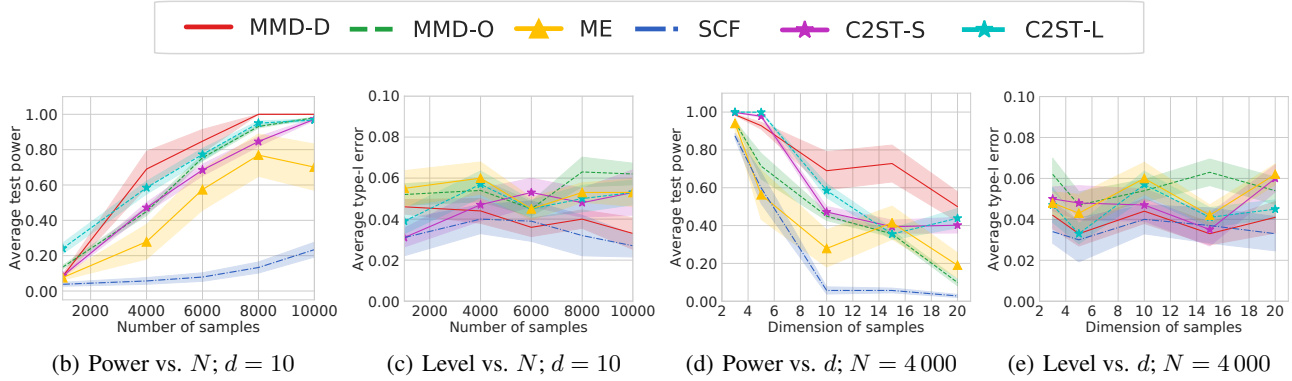 MMD-D MMD-O ME SCF C2ST-S C2ST-L
Average test power
1.00
0.80
0.60
0.40
0.20
0.00
2000 4000 6000 8000 10000
Number of samples
(b) Power vs. N; d = 10
Average type-I error
0.10
0.08
0.06
0.04
0.02
0.00
2000 4000 6000 8000 10000
Number of samples
(c) Level vs. N; d = 10
Average test power
1.00
0.80
0.60
0.40
0.20
0.00
2 4 6 8 10 12 14 16 18 20
Dimension of samples
(d) Power vs. d; N = 4 000
Average type-I error
0.10
0.08
0.06
0.04
0.02
0.00
2 4 6 8 10 12 14 16 18 20
Dimension of samples
(e) Level vs. d; N = 4 000